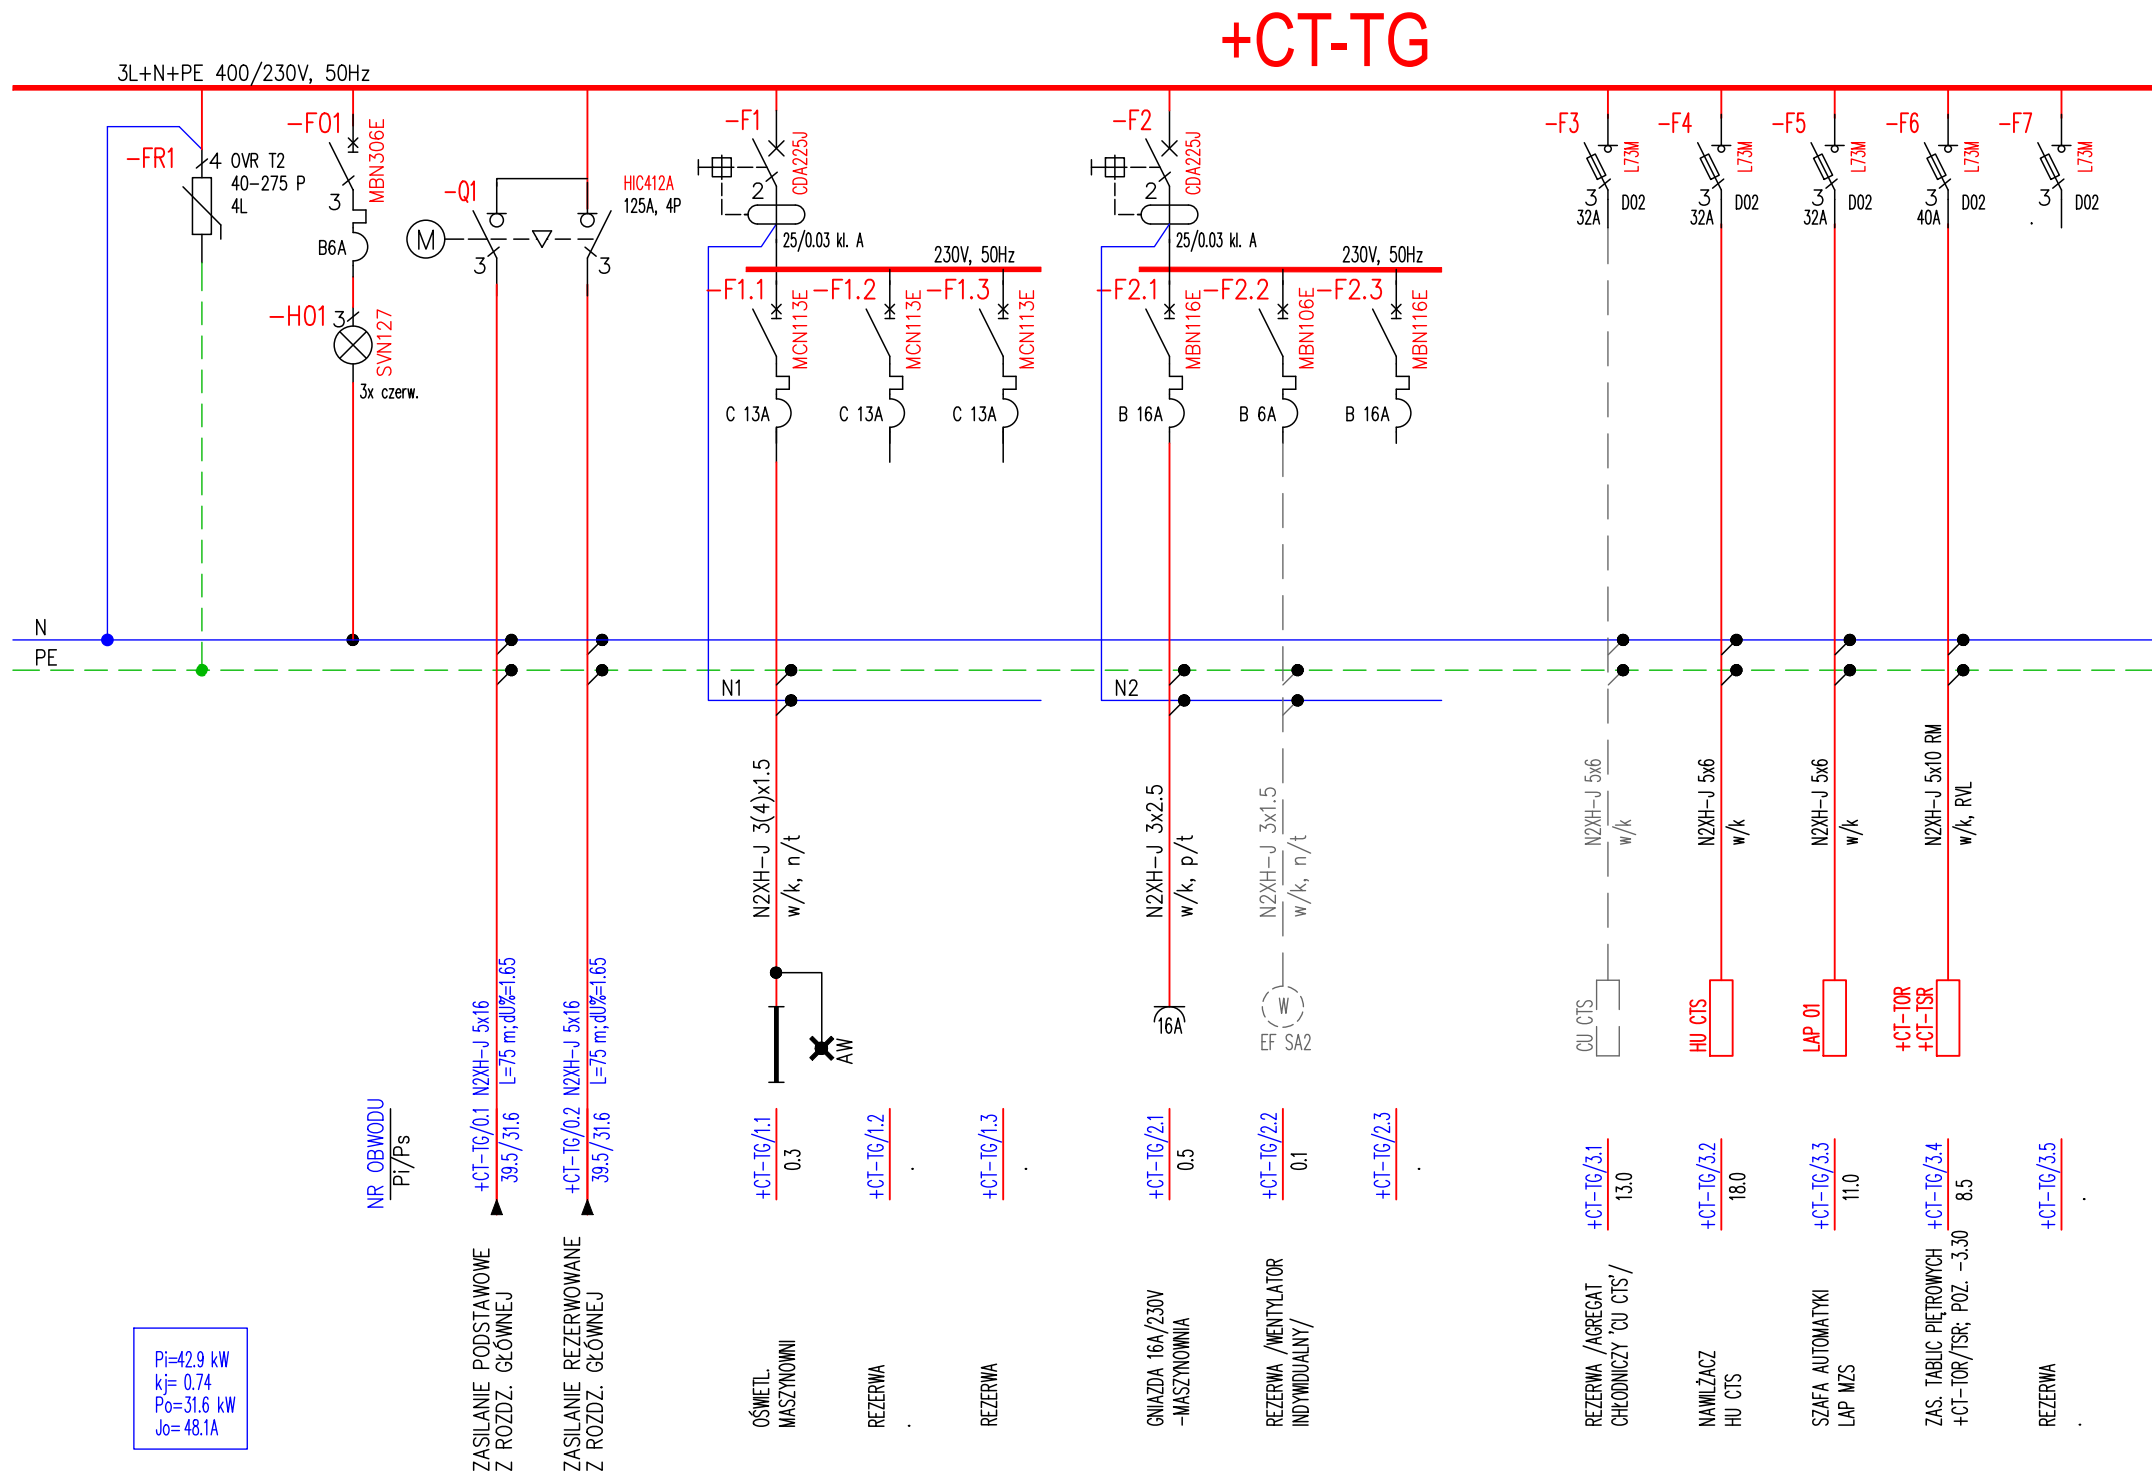 +CT-TG
3L+N+PE 400/230V, 50Hz
-FR1
4 OVR T2
40-275 P
4L
-F01
MBN306E
3
B6A
-H01
3
SVN127
3x czerw.
-Q1
HIC412A
125A, 4P
M
3
3
-F1
CDA225J
2
25/0.03 kl. A
230V, 50Hz
-F1.1
MCN113E
C 13A
-F1.2
MCN113E
C 13A
-F1.3
MCN113E
C 13A
-F2
CDA225J
2
25/0.03 kl. A
230V, 50Hz
-F2.1
MBN116E
B 16A
-F2.2
MBN106E
B 6A
-F2.3
MBN116E
B 16A
-F3
L73M
3
32A
D02
-F4
L73M
3
32A
D02
-F5
L73M
3
32A
D02
-F6
L73M
3
40A
D02
-F7
L73M
3
D02
N
PE
N1
N2
N2XH-J 3(4)x1.5
w/k, n/t
N2XH-J 3x2.5
w/k, p/t
N2XH-J 3x1.5
w/k, n/t
N2XH-J 5x6
w/k
N2XH-J 5x6
w/k
N2XH-J 5x6
w/k
N2XH-J 5x10 RM
w/k, RVL
AW
16A
W
EF SA2
CU CTS
HU CTS
LAP 01
+CT-TOR
+CT-TSR
NR OBWODU
Pi/Ps
+CT-TG/0.1 N2XH-J 5x16
39.5/31.6 L=75 m;dU%=1.65
+CT-TG/0.2 N2XH-J 5x16
39.5/31.6 L=75 m;dU%=1.65
+CT-TG/1.1
0.3
+CT-TG/1.2
.
+CT-TG/1.3
.
+CT-TG/2.1
0.5
+CT-TG/2.2
0.1
+CT-TG/2.3
.
+CT-TG/3.1
13.0
+CT-TG/3.2
18.0
+CT-TG/3.3
11.0
+CT-TG/3.4
8.5
+CT-TG/3.5
.
ZASILANIE PODSTAWOWE
Z ROZDZ. GŁÓWNEJ
ZASILANIE REZERWOWANE
Z ROZDZ. GŁÓWNEJ
OŚWIETL.
MASZYNOWNI
REZERWA
.
REZERWA
GNIAZDA 16A/230V
-MASZYNOWNIA
REZERWA /WENTYLATOR
INDYWIDUALNY/
REZERWA /AGREGAT
CHŁODNICZY 'CU CTS'/
NAWILŻACZ
HU CTS
SZAFA AUTOMATYKI
LAP MZS
ZAS. TABLIC PIĘTROWYCH
+CT-TOR/TSR; POZ. -3.30
REZERWA
.
Pi=42.9 kW
kj= 0.74
Po=31.6 kW
Jo= 48.1A